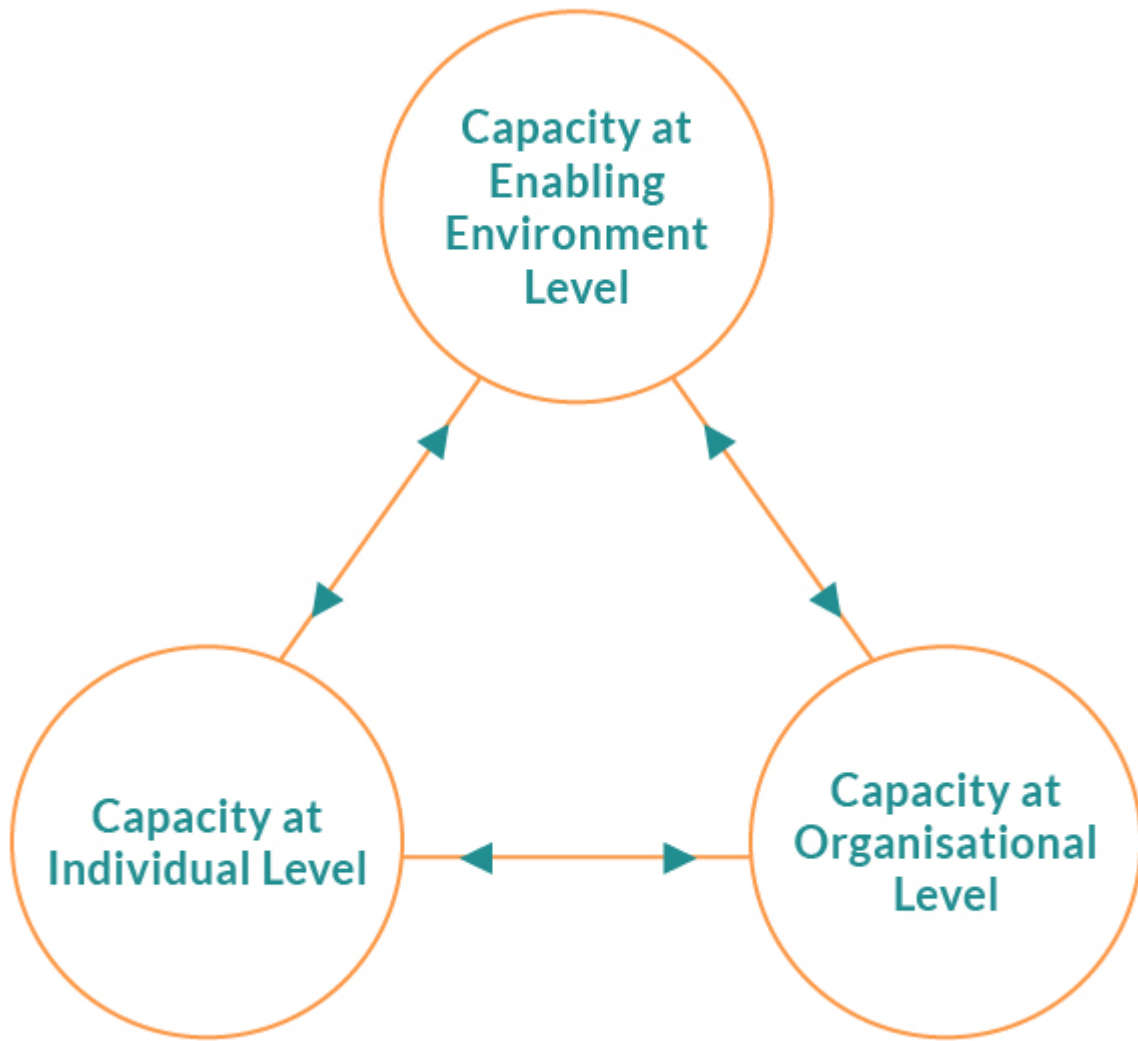 Capacity at
Enabling
Environment
Level
Capacity at
Individual Level
Capacity at
Organisational
Level